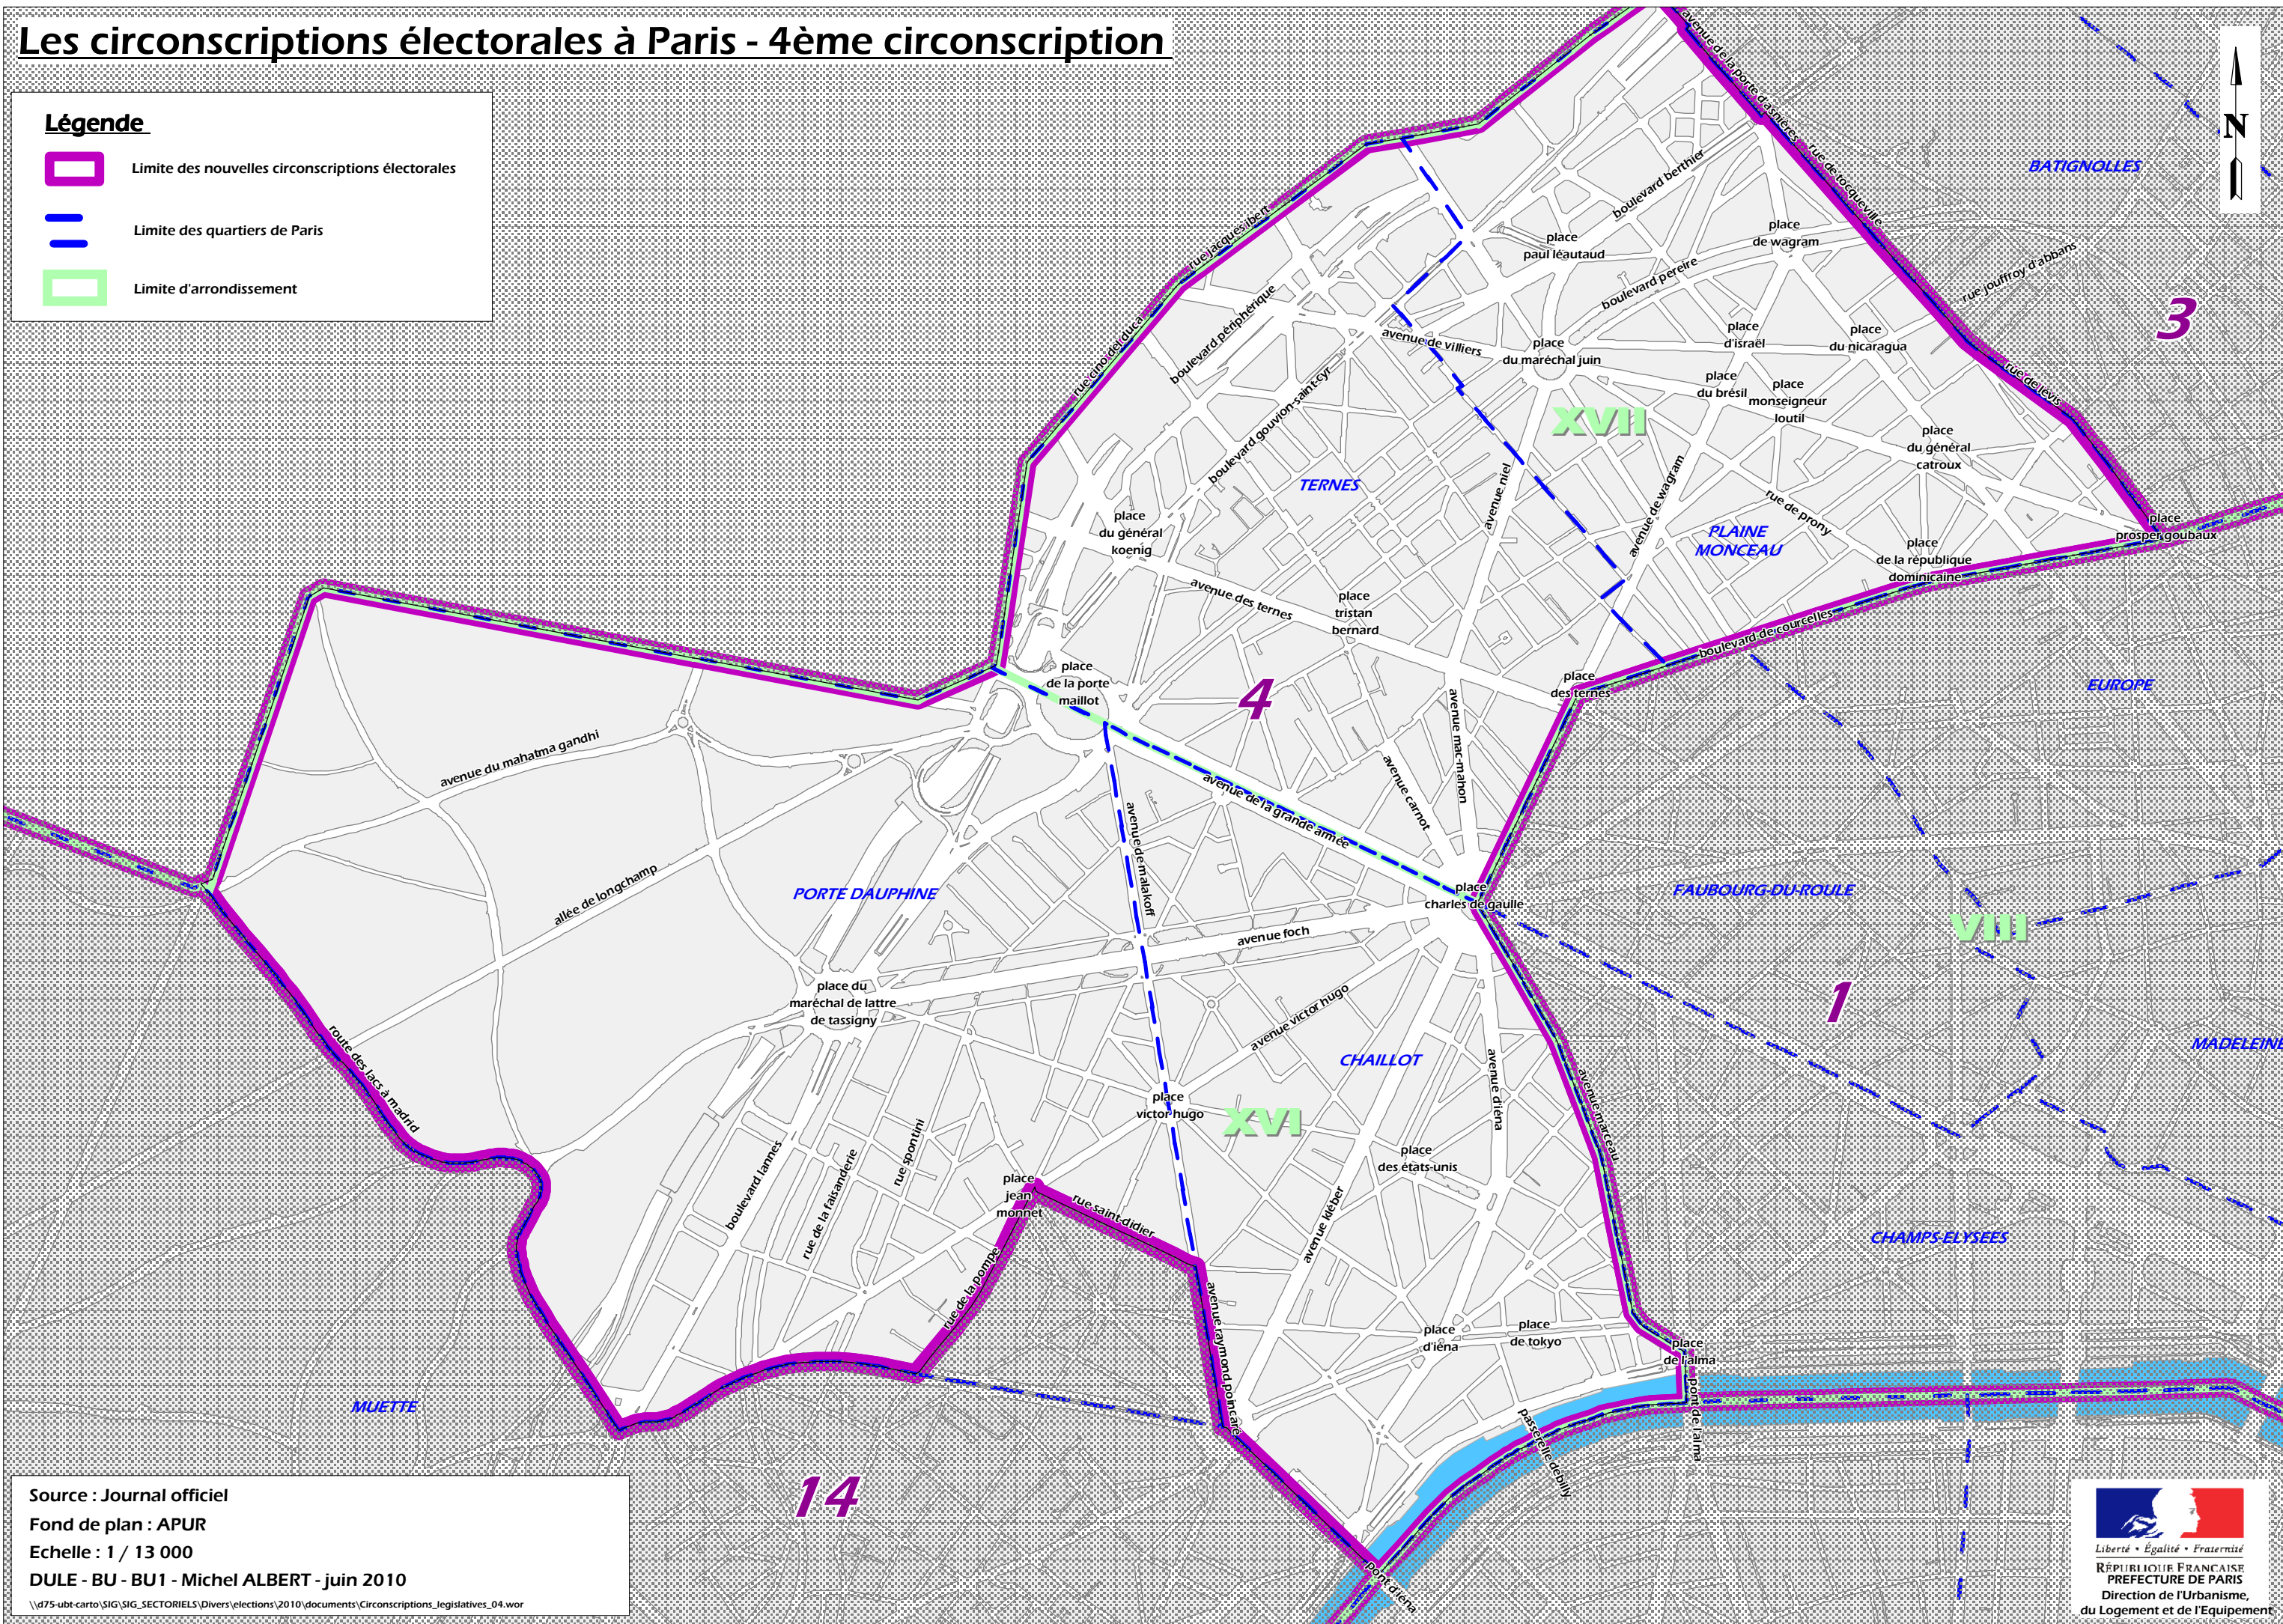 Les circonscriptions électorales à Paris - 4ème circonscription
Légende
Limite des nouvelles circonscriptions électorales
Limite des quartiers de Paris
Limite d'arrondissement
N
avenue de la porte d'asnières
rue de tocqueville
BATIGNOLLES
boulevard berthier
place
paul léautaud
place
de wagram
boulevard pereire
rue jouffroy d'abbans
3
rue jacques ibert
rue cino del duca
boulevard périphérique
boulevard gouvion-saint-cyr
avenue de villiers
place
du maréchal juin
place
d'israël
place
du nicaragua
place
du brésil
place
monseigneur
loutil
rue de lévis
XVII
place
du général
catroux
TERNES
avenue niel
avenue de wagram
rue de prony
PLAINE
MONCEAU
place
du général
koenig
place
prosper goubaux
place
de la république
dominicaine
avenue des ternes
place
tristan
bernard
boulevard de courcelles
place
de la porte
maillot
4
place
des ternes
EUROPE
avenue mac-mahon
avenue carnot
avenue de la grande armée
avenue du mahatma gandhi
allée de longchamp
avenue de malakoff
PORTE DAUPHINE
place
charles de gaulle
FAUBOURG-DU-ROULE
VIII
avenue foch
place du
maréchal de lattre
de tassigny
avenue victor hugo
1
MADELEINE
route des lacs à madrid
CHAILLOT
avenue d'iéna
avenue marceau
place
victor hugo
XVI
boulevard lannes
rue de la faisanderie
rue spontini
place
jean
monnet
rue saint-didier
place
des états-unis
avenue kléber
CHAMPS-ELYSEES
rue de la pompe
avenue raymond poincaré
place
d'iéna
place
de tokyo
place
de l'alma
pont de l'alma
passerelle debilly
MUETTE
14
pont d'iéna
Source : Journal officiel
Fond de plan : APUR
Echelle : 1 / 13 000
DULE - BU - BU1 - Michel ALBERT - juin 2010
\\d75-ubt-carto\SIG\SIG_SECTORIELS\Divers\elections\2010\documents\Circonscriptions_legislatives_04.wor
Liberté • Égalité • Fraternité
RÉPUBLIQUE FRANÇAISE
PREFECTURE DE PARIS
Direction de l'Urbanisme,
du Logement et de l'Equipement